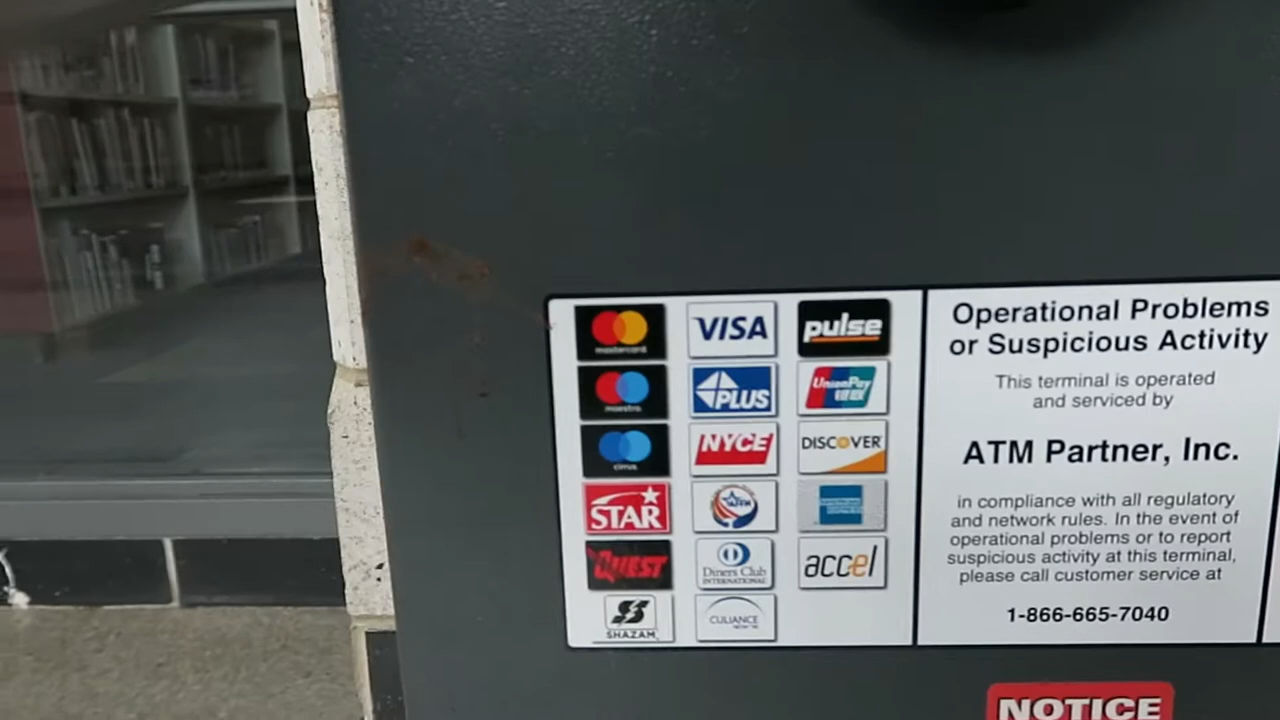 mastercard
VISA
pulse
maestro
PLUS
UnionPay
银联
cirrus
NYCE
DISCOVER
STAR
QUEST
Diners Club
INTERNATIONAL
accel
SHAZAM
CULIANCE
Operational Problems
or Suspicious Activity
This terminal is operated
and serviced by
ATM Partner, Inc.
in compliance with all regulatory
and network rules. In the event of
operational problems or to report
suspicious activity at this terminal,
please call customer service at
1-866-665-7040
NOTICE